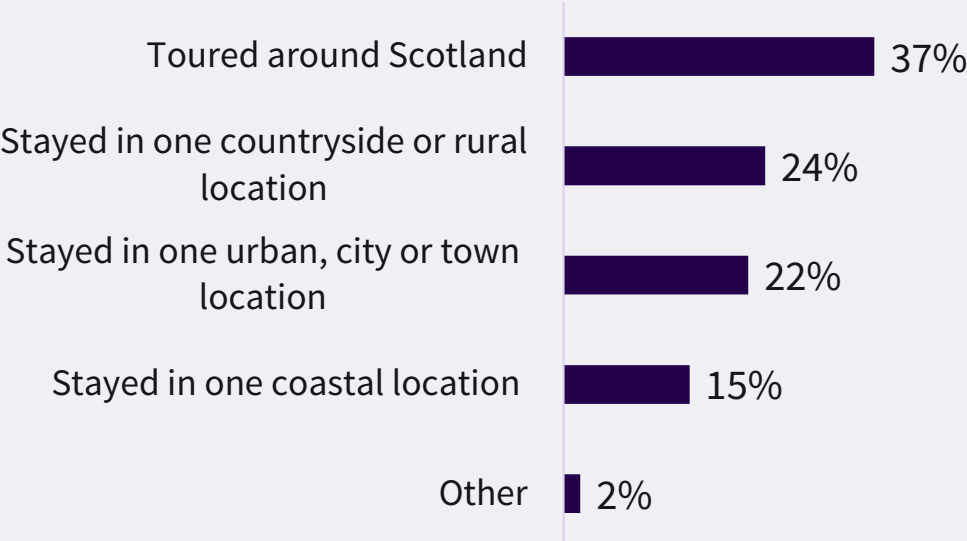 Toured around Scotland
37%
Stayed in one countryside or rural
location
24%
Stayed in one urban, city or town
location
22%
Stayed in one coastal location
15%
Other
2%